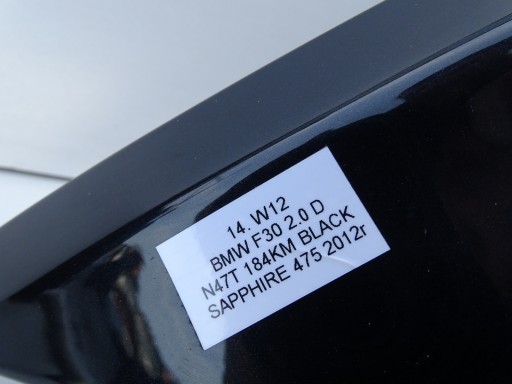 14. W12
BMW F30 2.0 D
N47T 184KM BLACK
SAPPHIRE 475 2012r